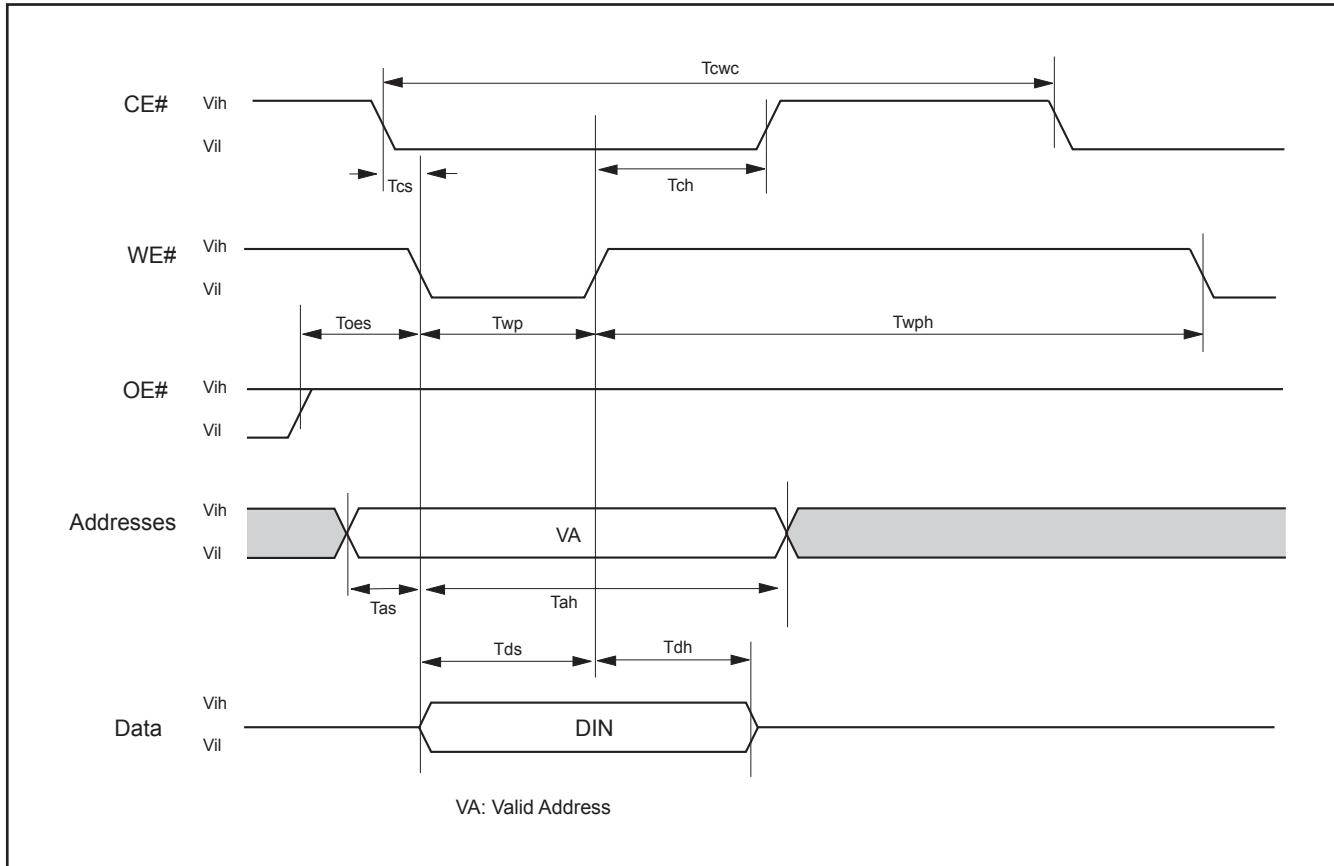 Tcwc
CE#
Vih
Vil
Tcs
Tch
WE#
Vih
Vil
Toes
Twp
Twph
OE#
Vih
Vil
Addresses
Vih
VA
Vil
Tas
Tah
Tds
Tdh
Vih
Data
DIN
Vil
VA: Valid Address